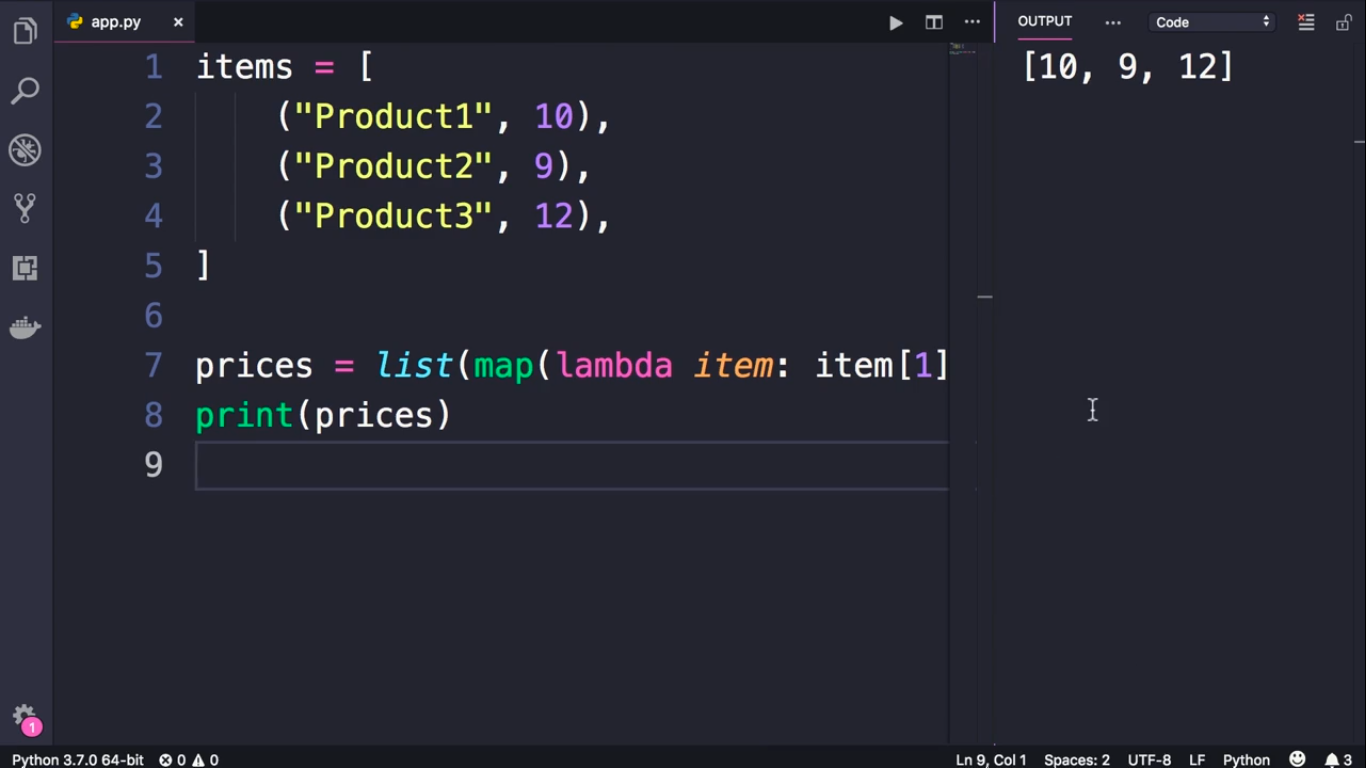 app.py
OUTPUT
Code
1 items = [
2     ("Product1", 10),
3     ("Product2", 9),
4     ("Product3", 12),
5 ]
6
7 prices = list(map(lambda item: item[1]
8 print(prices)
9
[10, 9, 12]
1
Python 3.7.0 64-bit 0 0 Ln 9, Col 1 Spaces: 2 UTF-8 LF Python 3